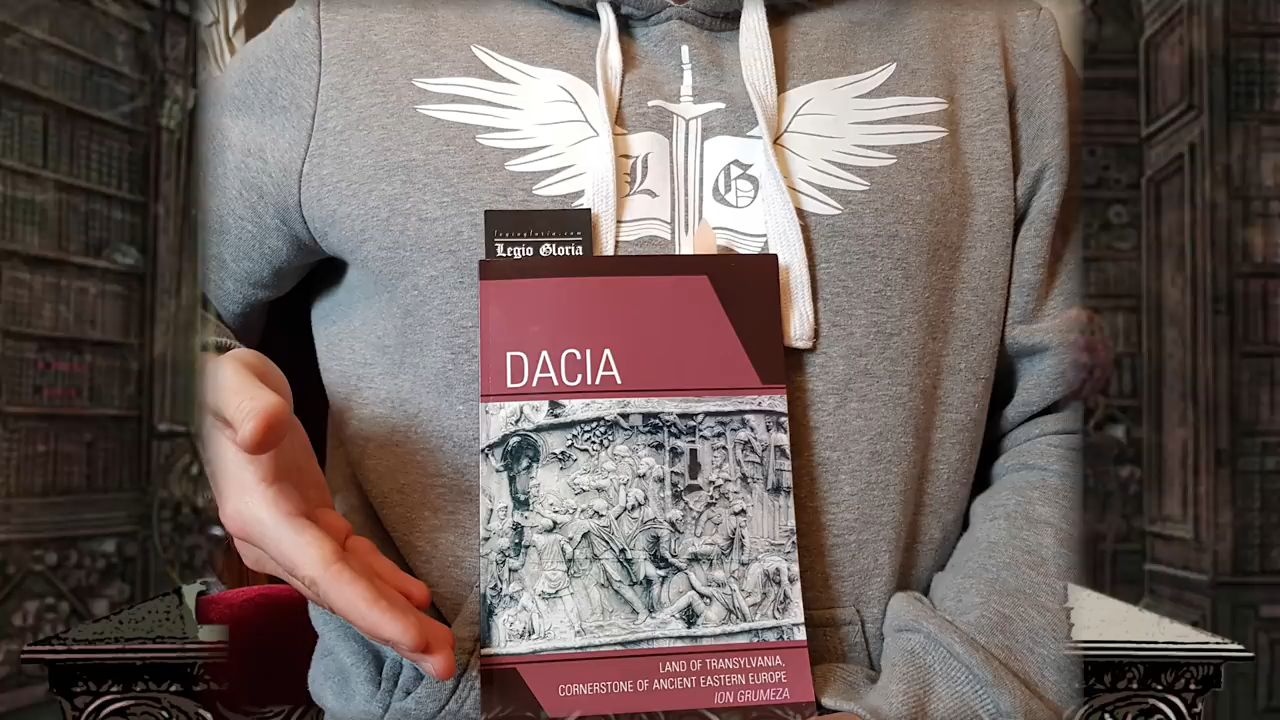 L G
legiogloria.com
Legio Gloria
DACIA
LAND OF TRANSYLVANIA,
CORNERSTONE OF ANCIENT EASTERN EUROPE
ION GRUMEZA